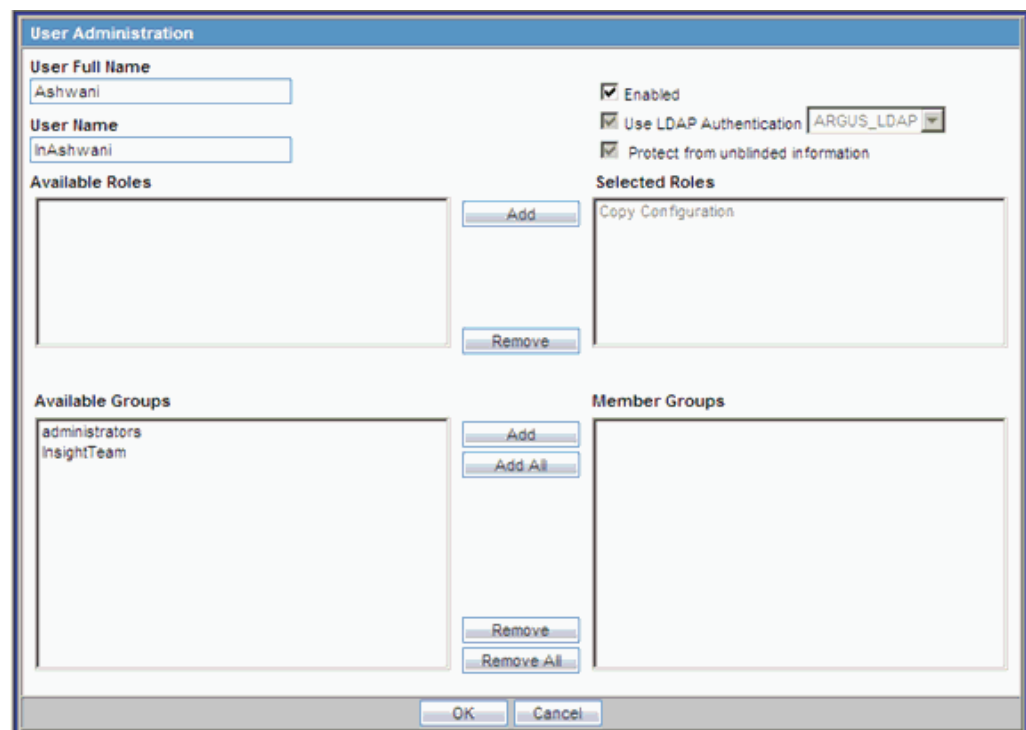 User Administration
User Full Name
Ashwani
Enabled
User Name
Use LDAP Authentication ARGUS_LDAP
InAshwani
Protect from unblinded information
Available Roles
Selected Roles
Add
Copy Configuration
Remove
Available Groups
Member Groups
administrators
InsightTeam
Add
Add All
Remove
Remove All
OK
Cancel